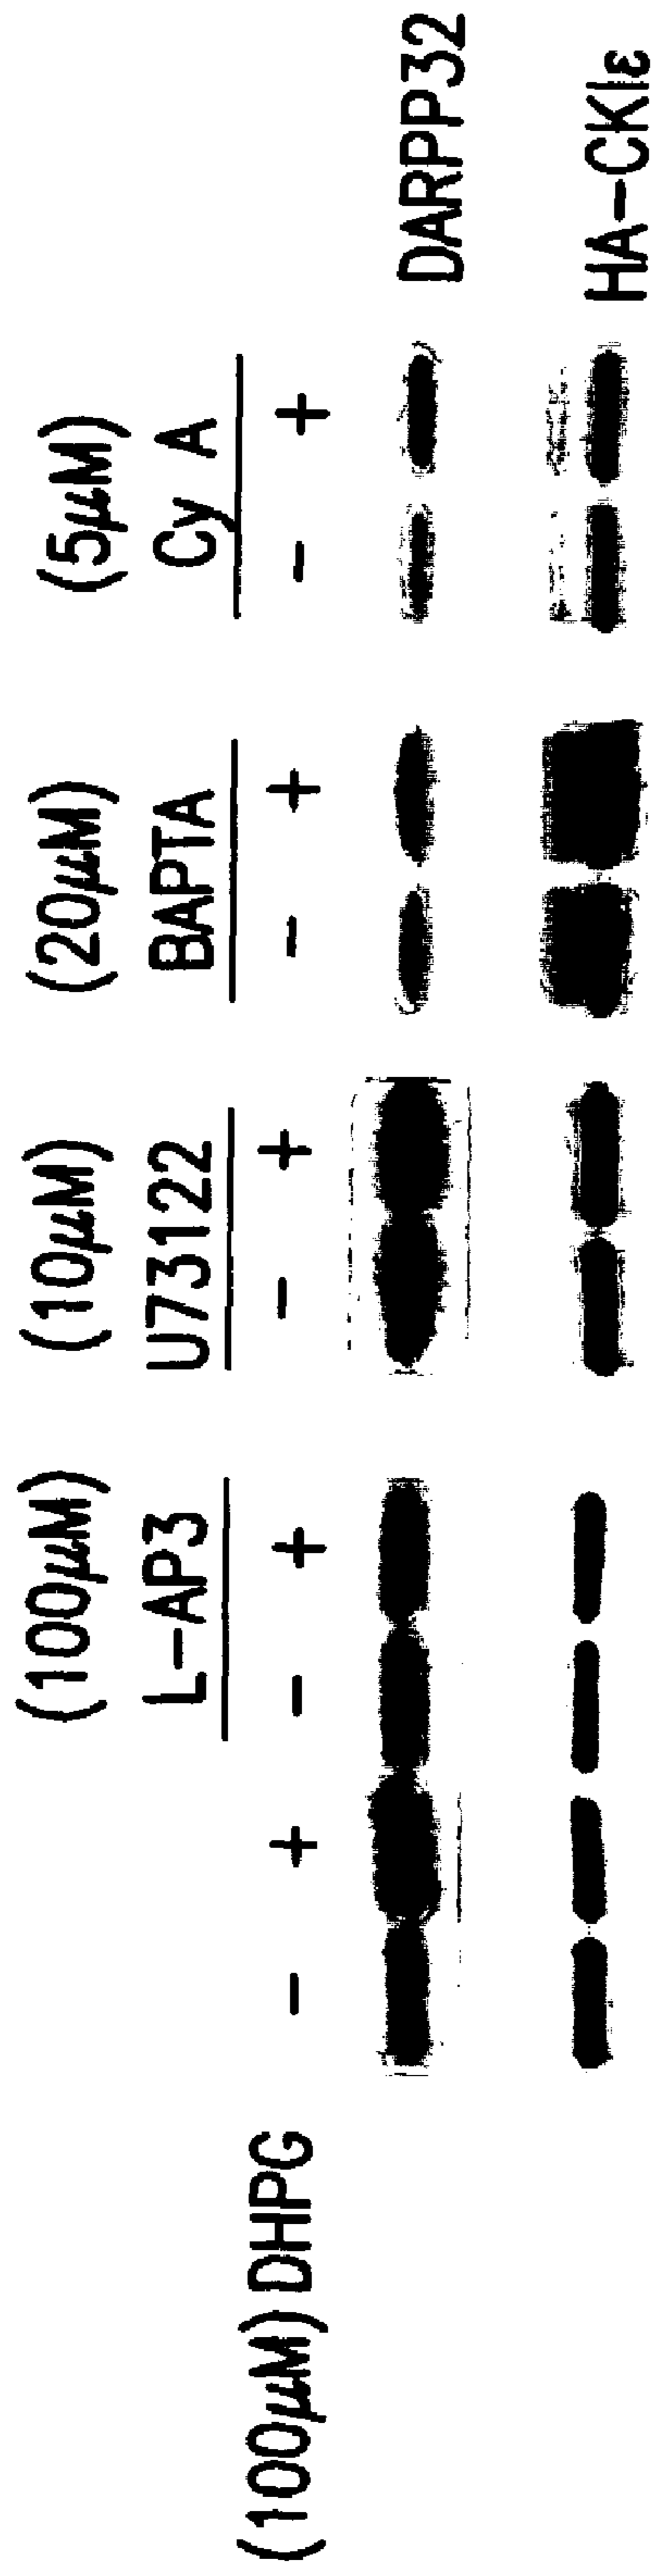 (100μM) (10μM) (20μM) (5μM)
L-AP3 U73122 BAPTA Cy A
(100μM) DHPG - + - + - + - + - +
DARPP32
HA-CKIε